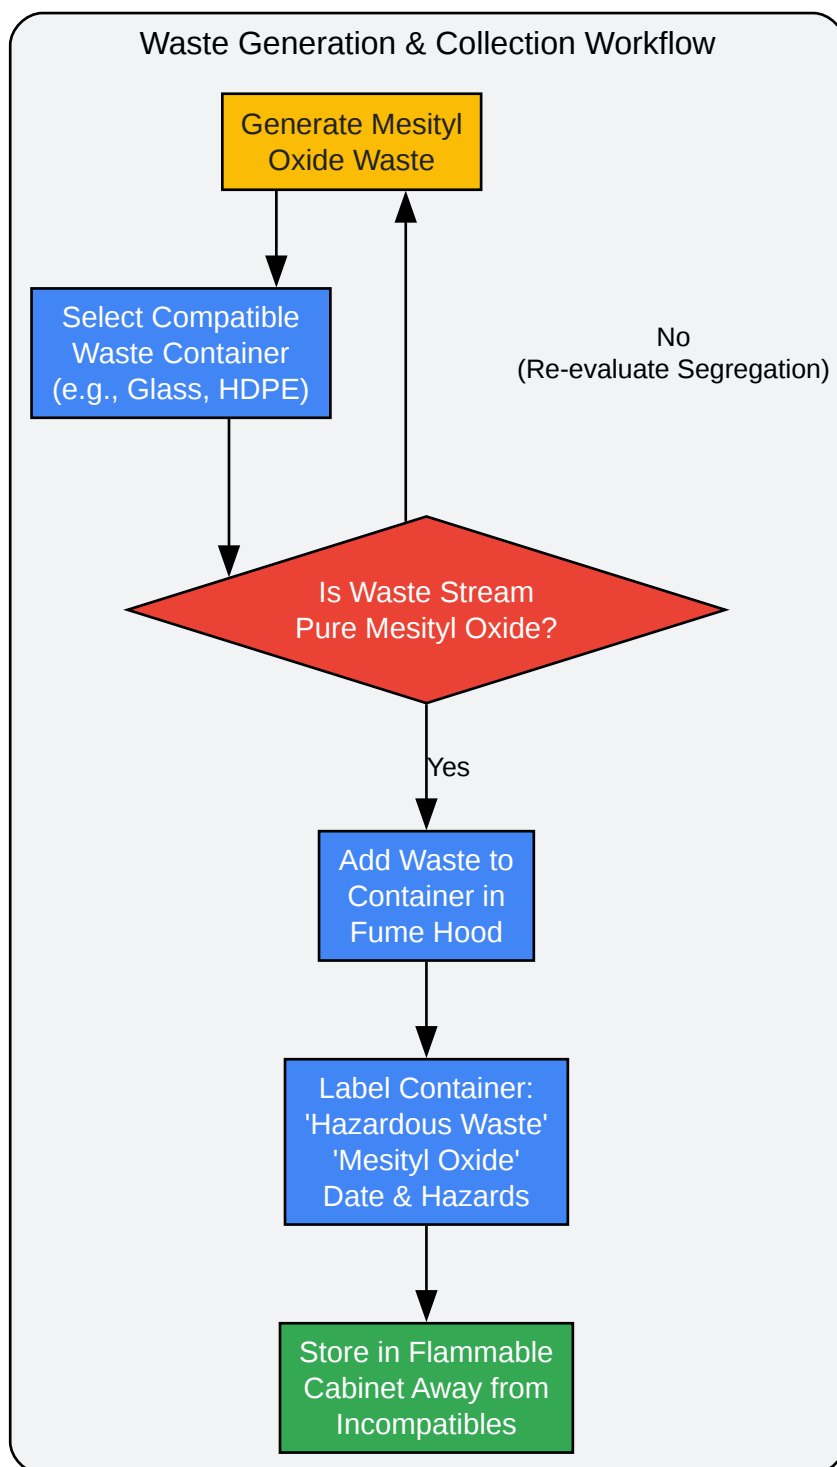 Waste Generation & Collection Workflow
Generate Mesityl
Oxide Waste
Select Compatible
Waste Container
(e.g., Glass, HDPE)
No
(Re-evaluate Segregation)
Is Waste Stream
Pure Mesityl Oxide?
Yes
Add Waste to
Container in
Fume Hood
Label Container:
'Hazardous Waste'
'Mesityl Oxide'
Date & Hazards
Store in Flammable
Cabinet Away from
Incompatibles